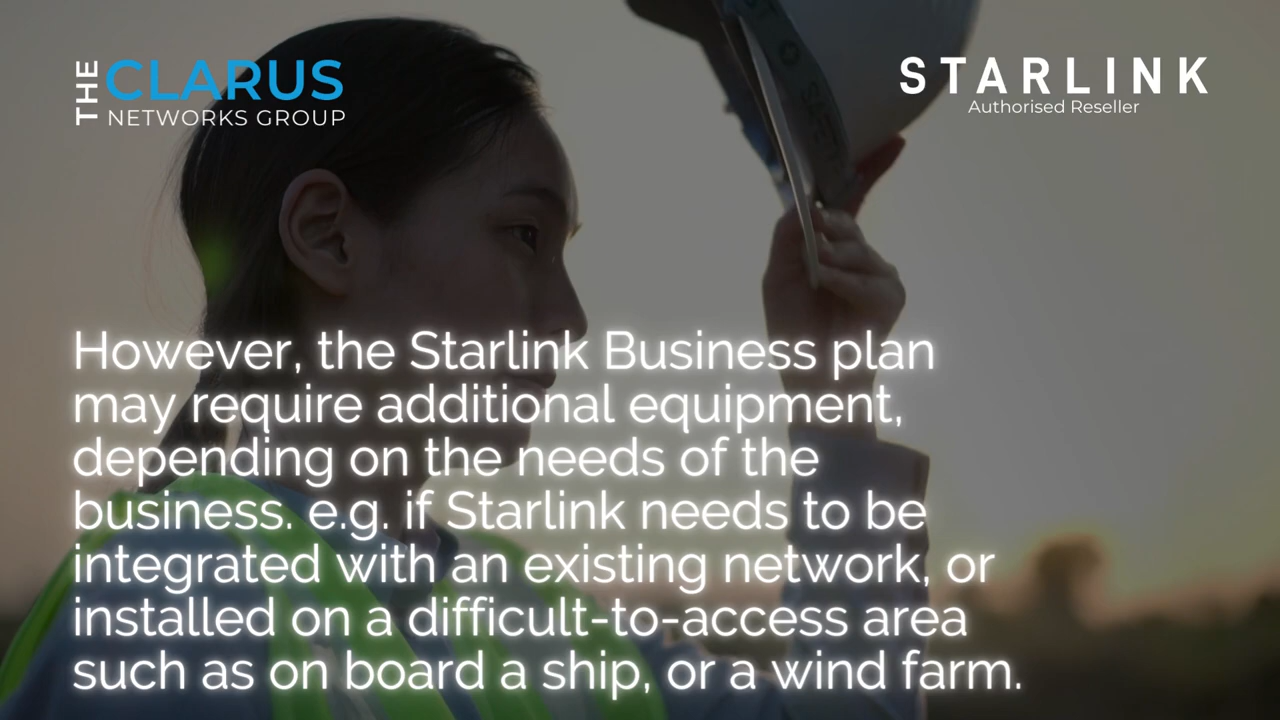 THE CLARUS
NETWORKS GROUP
STARLINK
Authorised Reseller
However, the Starlink Business plan
may require additional equipment,
depending on the needs of the
business. e.g. if Starlink needs to be
integrated with an existing network, or
installed on a difficult-to-access area
such as on board a ship, or a wind farm.